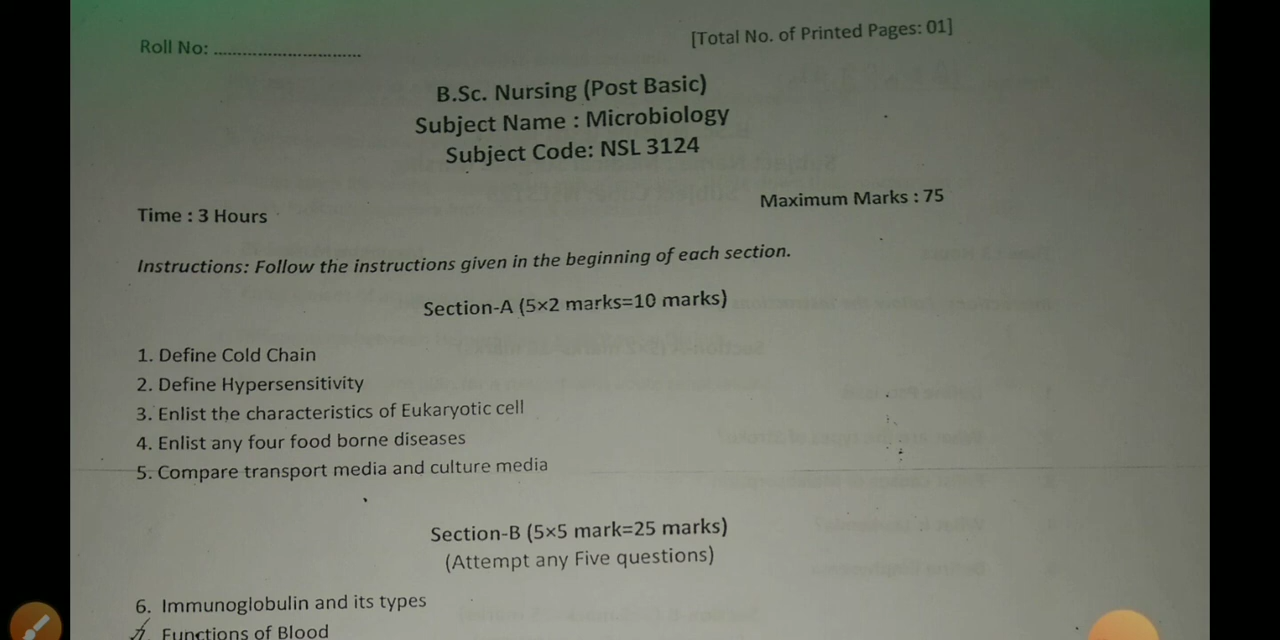 Roll No: ..............................
[Total No. of Printed Pages: 01]
B.Sc. Nursing (Post Basic)
Subject Name : Microbiology
Subject Code: NSL 3124
Time : 3 Hours
Maximum Marks : 75
Instructions: Follow the instructions given in the beginning of each section.
Section-A (5×2 marks=10 marks)
1. Define Cold Chain
2. Define Hypersensitivity
3. Enlist the characteristics of Eukaryotic cell
4. Enlist any four food borne diseases
5. Compare transport media and culture media
Section-B (5×5 mark=25 marks)
(Attempt any Five questions)
6. Immunoglobulin and its types
Functions of Blood